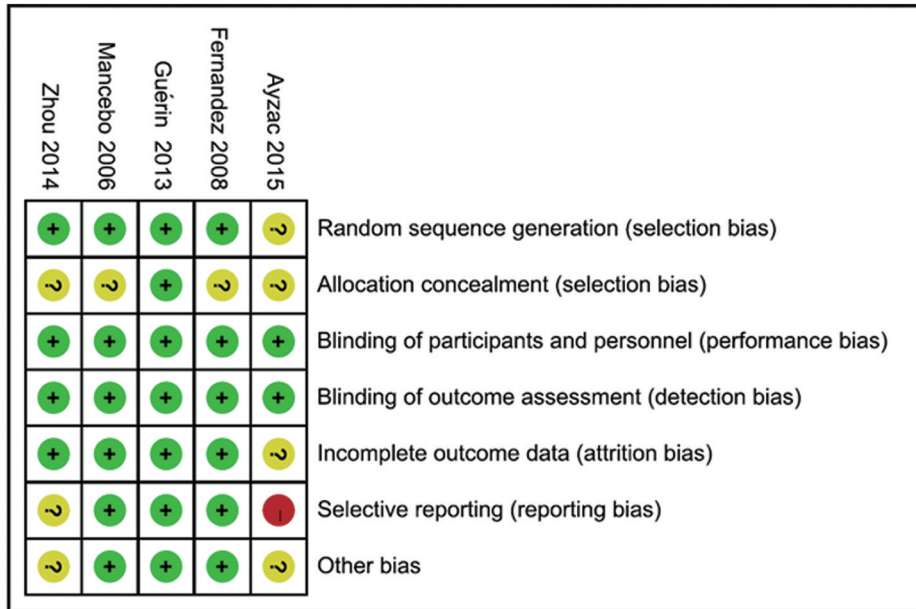 Zhou 2014
Mancebo 2006
Guérin 2013
Fernandez 2008
Ayzac 2015
+ + + + ? Random sequence generation (selection bias)
? ? + ? ? Allocation concealment (selection bias)
+ + + + + Blinding of participants and personnel (performance bias)
+ + + + + Blinding of outcome assessment (detection bias)
+ + + + ? Incomplete outcome data (attrition bias)
? + + + – Selective reporting (reporting bias)
? + + + ? Other bias